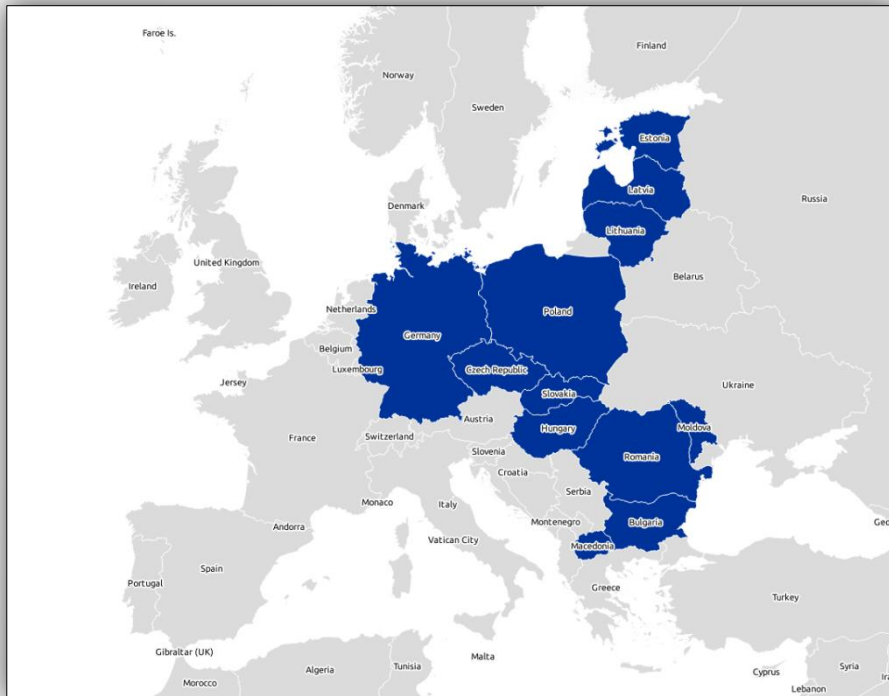 Faroe Is.
Finland
Norway
Sweden
Estonia
Latvia
Russia
Denmark
Lithuania
United Kingdom
Belarus
Ireland
Netherlands
Poland
Germany
Belgium
Luxembourg
Czech Republic
Jersey
Ukraine
Slovakia
Austria
Moldova
Hungary
France
Switzerland
Slovenia
Romania
Croatia
Serbia
Monaco
Italy
Andorra
Montenegro
Bulgaria
Geo
Vatican City
Macedonia
Spain
Portugal
Greece
Turkey
Gibraltar (UK)
Malta
Tunisia
Algeria
Cyprus
Syria
Morocco
Lebanon